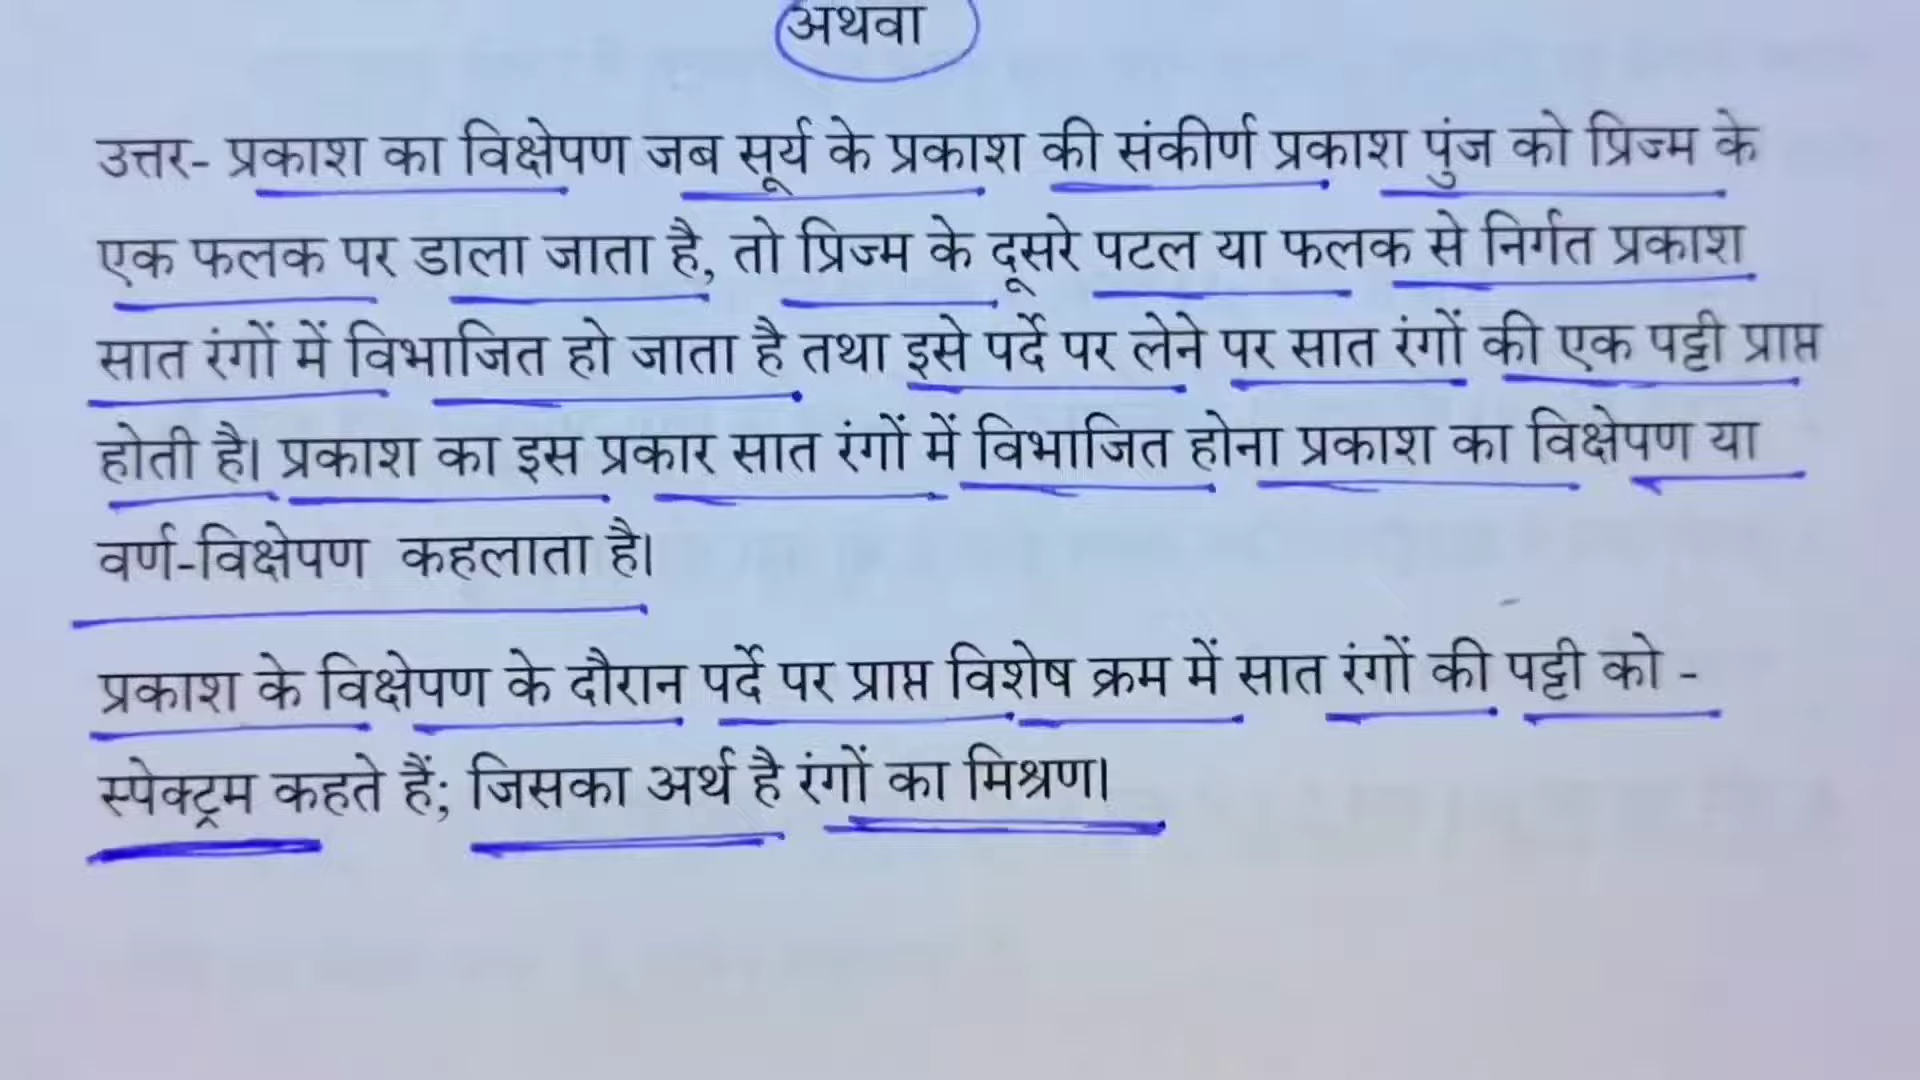 अथवा
उत्तर- प्रकाश का विक्षेपण जब सूर्य के प्रकाश की संकीर्ण प्रकाश पुंज को प्रिज्म के
एक फलक पर डाला जाता है, तो प्रिज्म के दूसरे पटल या फलक से निर्गत प्रकाश
सात रंगों में विभाजित हो जाता है तथा इसे पर्दे पर लेने पर सात रंगों की एक पट्टी प्राप्त
होती है। प्रकाश का इस प्रकार सात रंगों में विभाजित होना प्रकाश का विक्षेपण या
वर्ण-विक्षेपण कहलाता है।
प्रकाश के विक्षेपण के दौरान पर्दे पर प्राप्त विशेष क्रम में सात रंगों की पट्टी को -
स्पेक्ट्रम कहते हैं; जिसका अर्थ है रंगों का मिश्रण।